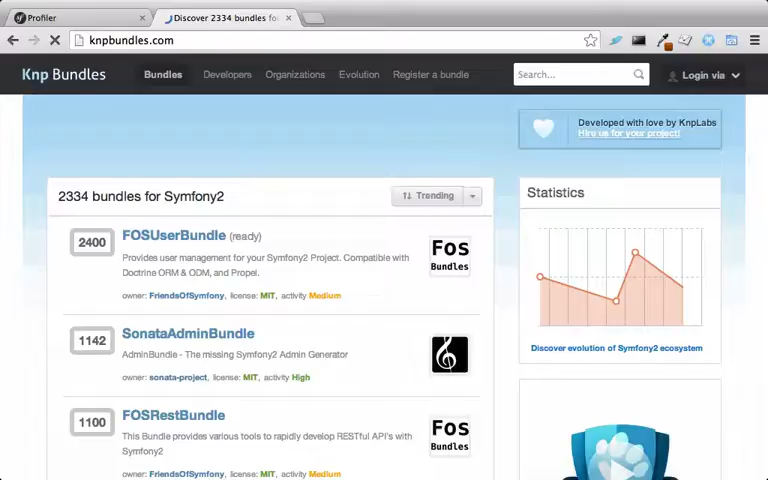 Profiler
Discover 2334 bundles fo
knpbundles.com
Knp Bundles
Bundles
Developers
Organizations
Evolution
Register a bundle
Search...
Login via
Developed with love by KnpLabs
Hire us for your project!
2334 bundles for Symfony2
Trending
Statistics
2400
FOSUserBundle (ready)
Provides user management for your Symfony2 Project. Compatible with
Doctrine ORM & ODM, and Propel.
owner: FriendsOfSymfony, license: MIT, activity Medium
Fos
Bundles
1142
SonataAdminBundle
AdminBundle - The missing Symfony2 Admin Generator
owner: sonata-project, license: MIT, activity High
Discover evolution of Symfony2 ecosystem
1100
FOSRestBundle
This Bundle provides various tools to rapidly develop RESTful API's with
Symfony2
owner: FriendsOfSymfony, license: MIT, activity Medium
Fos
Bundles